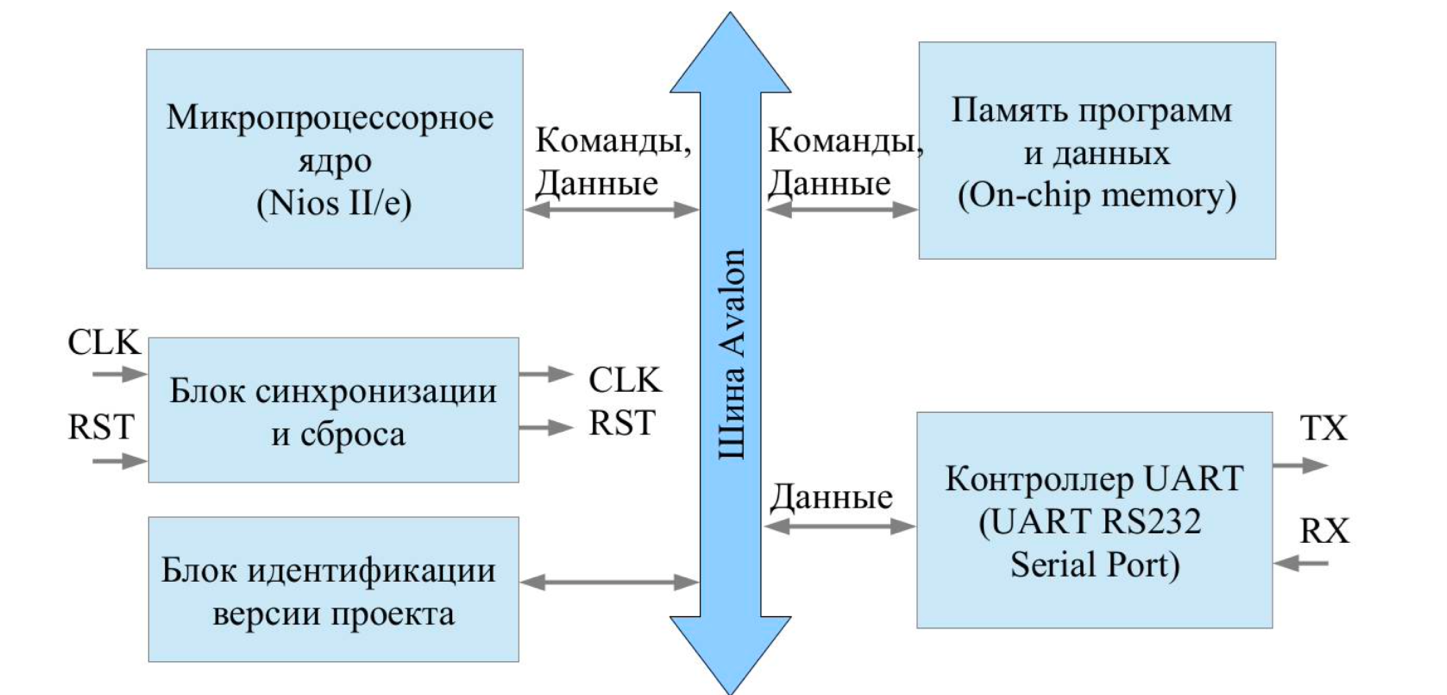 Микропроцессорное
ядро
(Nios II/e)
Команды,
Данные
Команды,
Данные
Память программ
и данных
(On-chip memory)
Шина Avalon
CLK
RST
Блок синхронизации
и сброса
CLK
RST
Данные
Контроллер UART
(UART RS232
Serial Port)
TX
RX
Блок идентификации
версии проекта